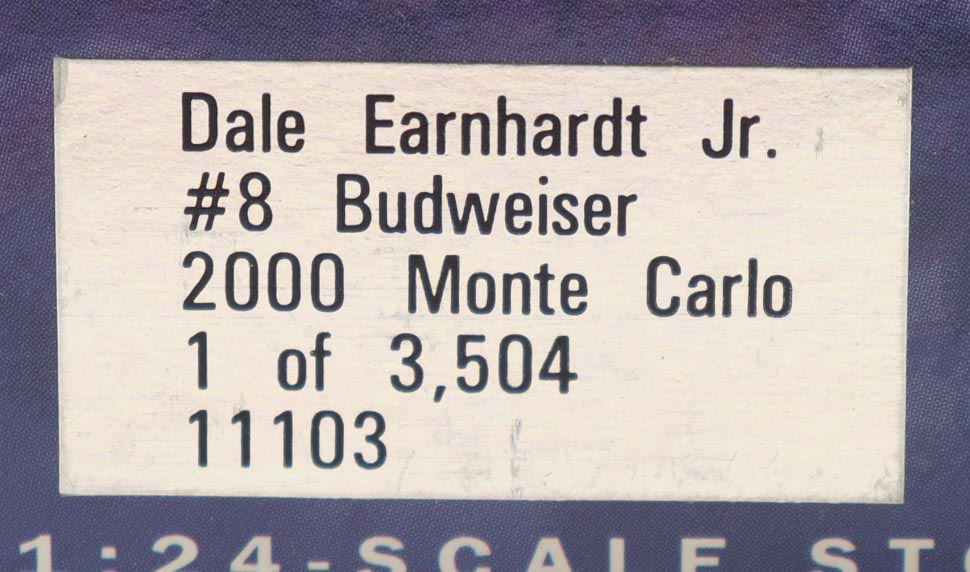 Dale Earnhardt Jr.
#8 Budweiser
2000 Monte Carlo
1 of 3,504
11103
1:24-SCALE